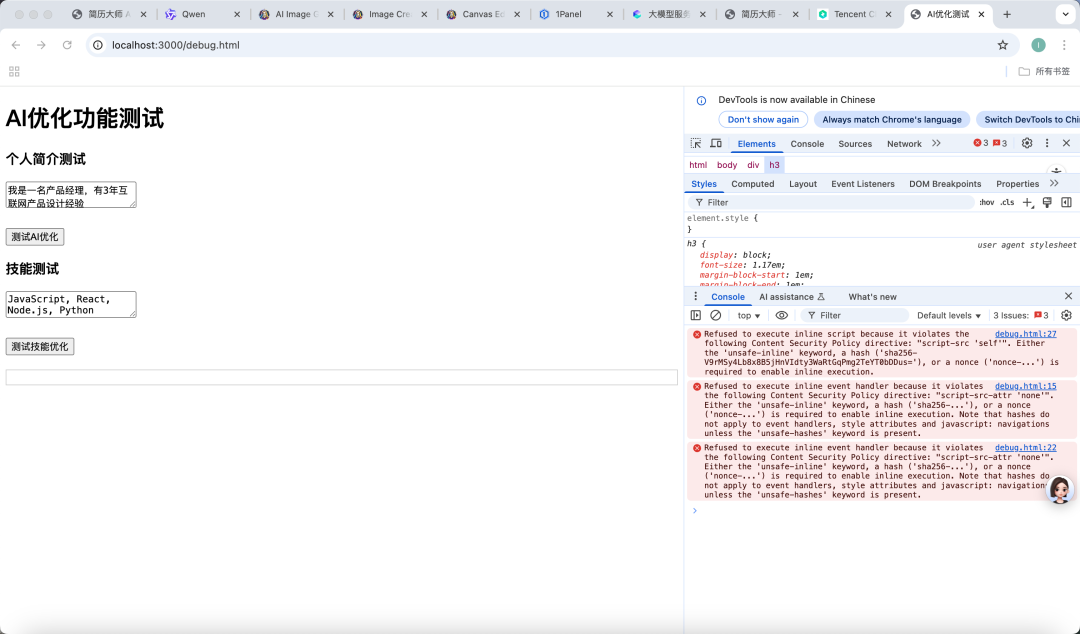 简历大师 A
Qwen
AI Image G
Image Cre
Canvas Ed
1Panel
大模型服务
简历大师 -
Tencent C
AI优化测试
localhost:3000/debug.html
所有书签
AI优化功能测试
个人简介测试
我是一名产品经理，有3年互
联网产品设计经验
测试AI优化
技能测试
JavaScript, React,
Node.js, Python
测试技能优化
DevTools is now available in Chinese
Don't show again
Always match Chrome's language
Switch DevTools to Chi
Elements
Console
Sources
Network
3
3
html body div h3
Styles
Computed
Layout
Event Listeners
DOM Breakpoints
Properties
Filter
:hov .cls
element.style {
}
h3 {
user agent stylesheet
display: block;
font-size: 1.17em;
margin-block-start: 1em;
margin-block-end: 1em;
Console
AI assistance
What's new
top
Filter
Default levels
3 Issues: 3
Refused to execute inline script because it violates the debug.html:27
following Content Security Policy directive: "script-src 'self'". Either
the 'unsafe-inline' keyword, a hash ('sha256-
V9rMSy4Lb8x8B5jHnVIdty3WaRtGqPmg2TeYT0bDDus='), or a nonce ('nonce-...') is
required to enable inline execution.
Refused to execute inline event handler because it violates debug.html:15
the following Content Security Policy directive: "script-src-attr 'none'".
Either the 'unsafe-inline' keyword, a hash ('sha256-...'), or a nonce
('nonce-...') is required to enable inline execution. Note that hashes do
not apply to event handlers, style attributes and javascript: navigations
unless the 'unsafe-hashes' keyword is present.
Refused to execute inline event handler because it violates debug.html:22
the following Content Security Policy directive: "script-src-attr 'none'".
Either the 'unsafe-inline' keyword, a hash ('sha256-...'), or a nonce
('nonce-...') is required to enable inline execution. Note that hashes do
not apply to event handlers, style attributes and javascript: navigations
unless the 'unsafe-hashes' keyword is present.